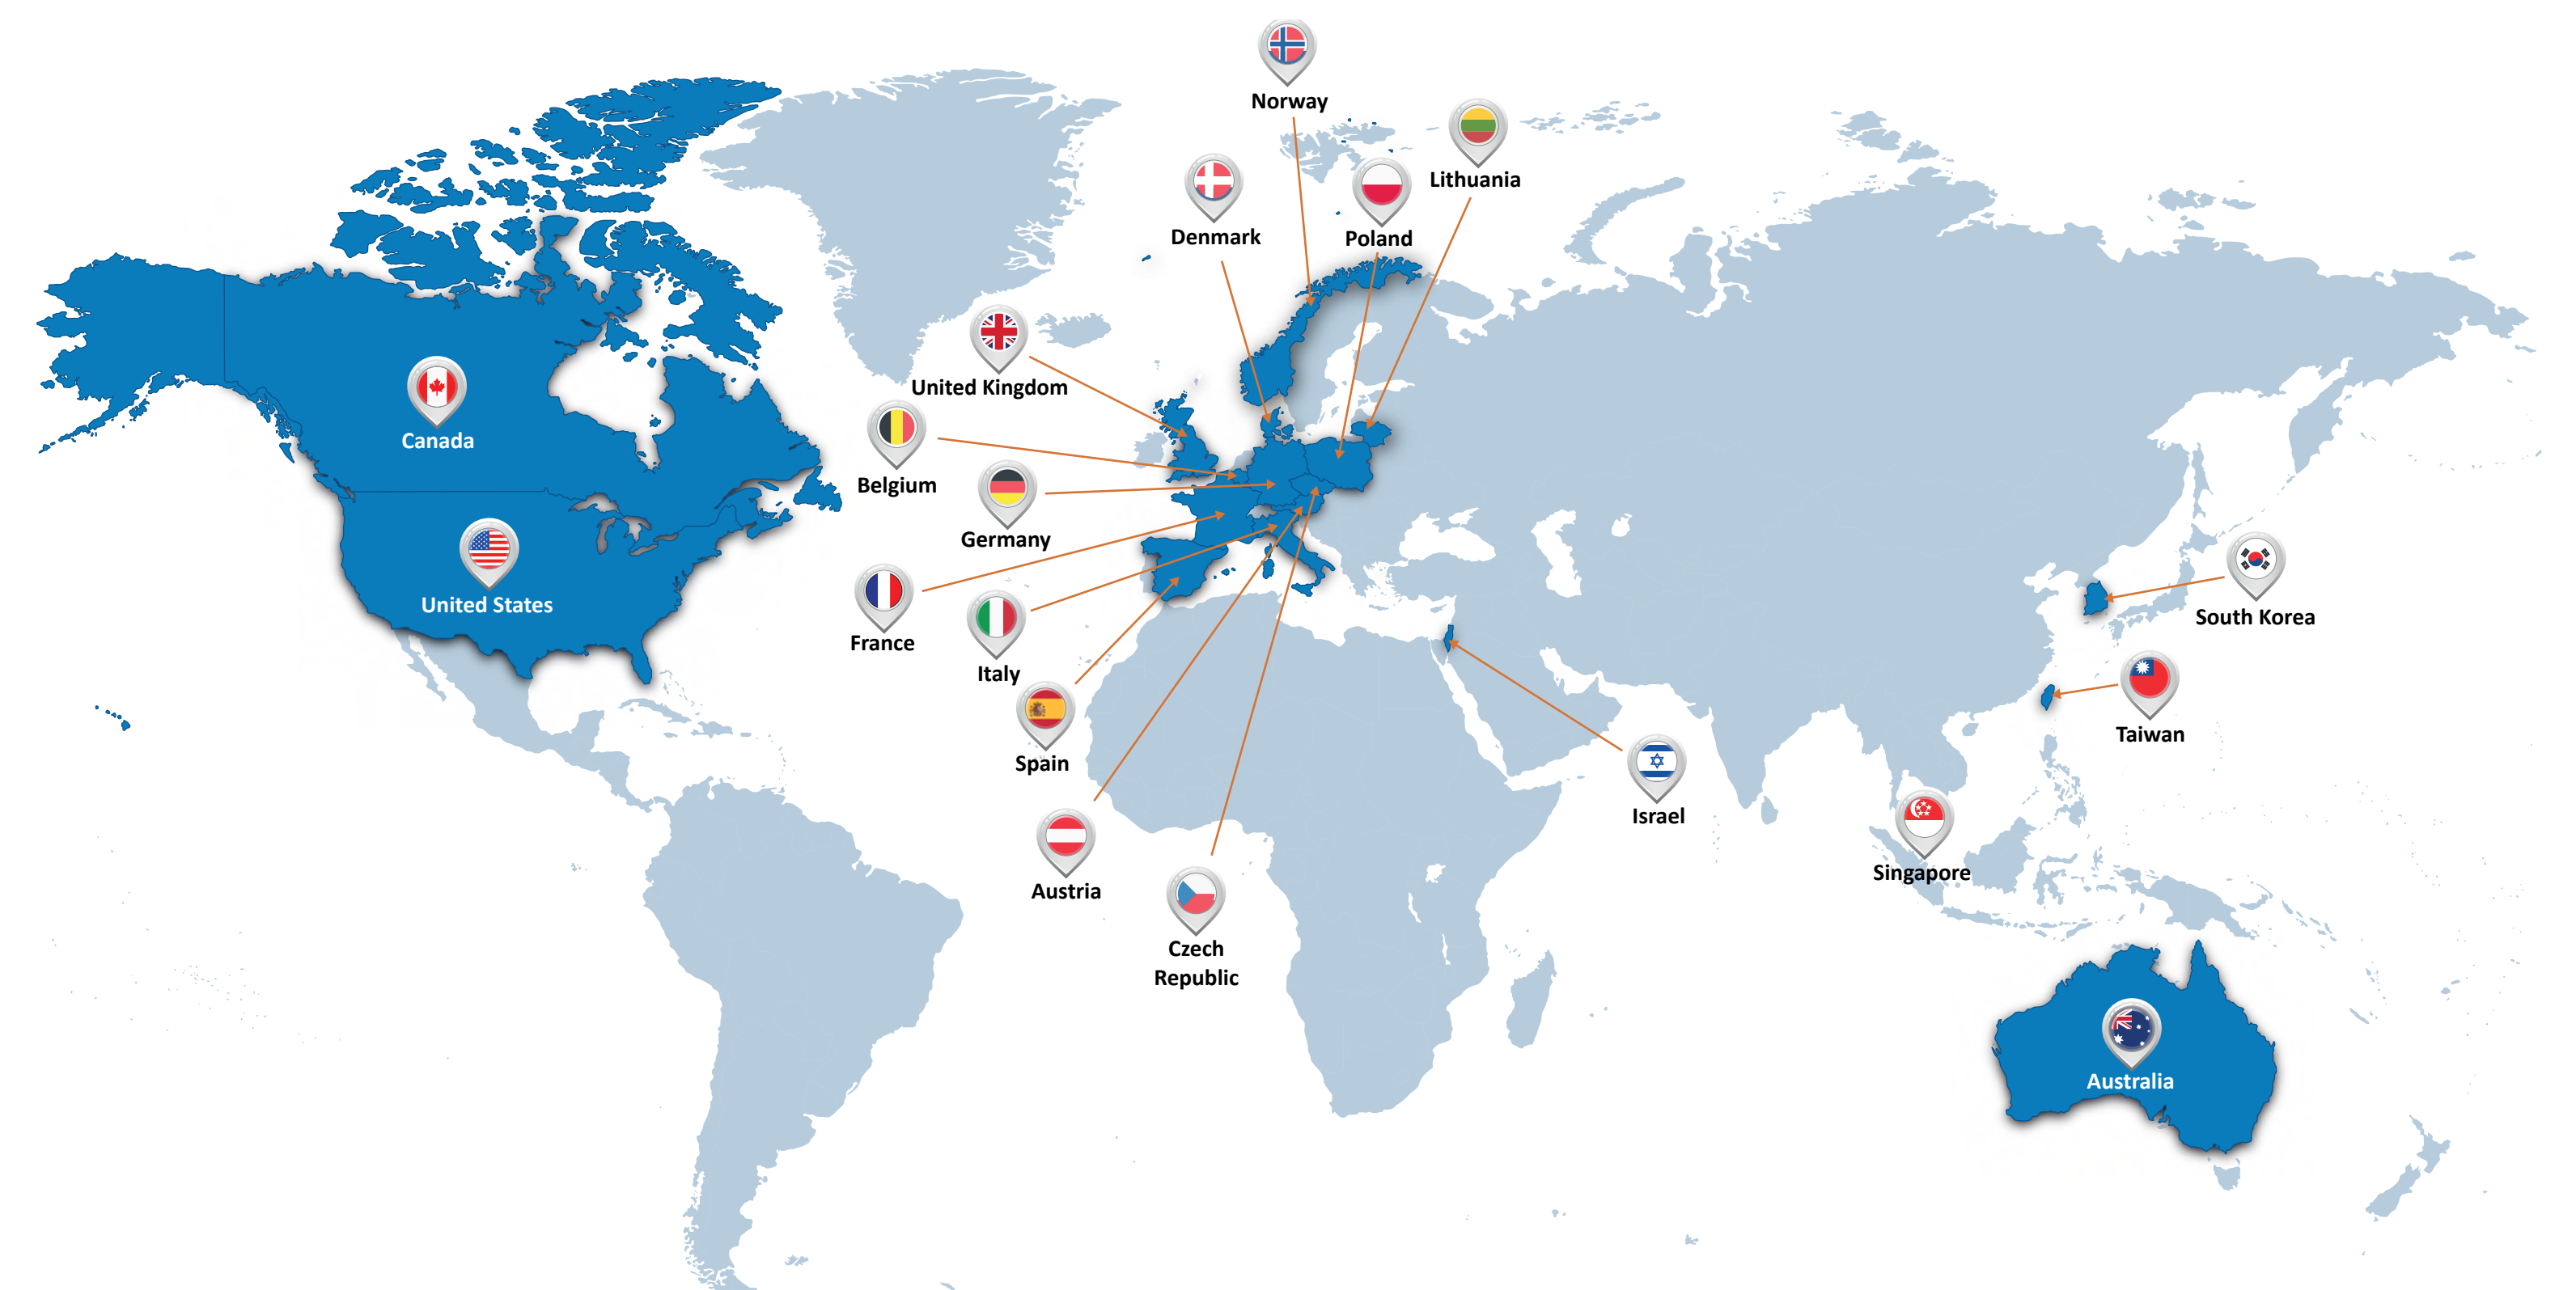 Norway
Lithuania
Denmark
Poland
United Kingdom
Canada
Belgium
Germany
United States
South Korea
France
Italy
Taiwan
Spain
Israel
Singapore
Austria
Czech
Republic
Australia